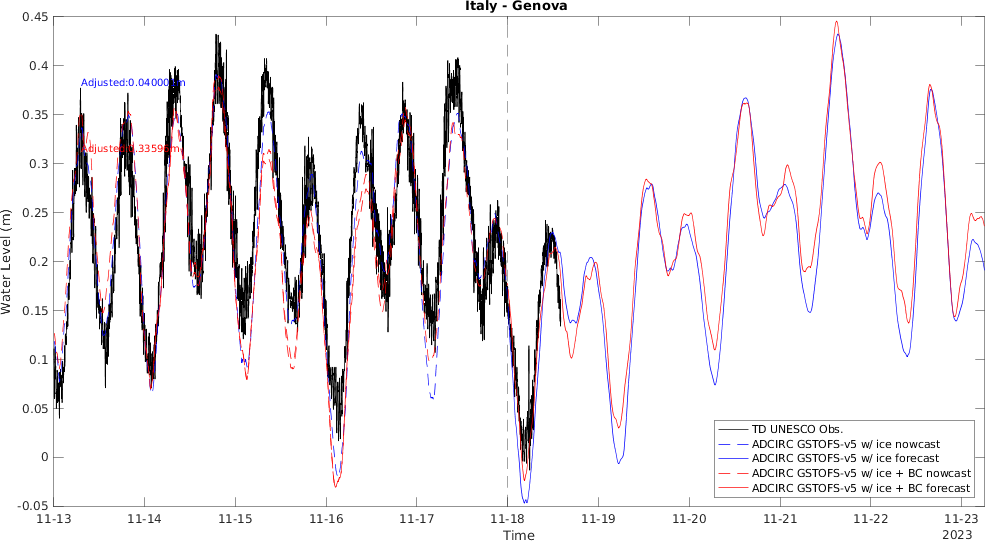 Italy - Genova
0.45
0.4
0.35
0.3
0.25
0.2
0.15
0.1
0.05
0
-0.05
Water Level (m)
Adjusted:0.04000
TD UNESCO Obs.
ADCIRC GSTOFS-v5 w/ ice nowcast
ADCIRC GSTOFS-v5 w/ ice forecast
ADCIRC GSTOFS-v5 w/ ice + BC nowcast
ADCIRC GSTOFS-v5 w/ ice + BC forecast
11-13 11-14 11-15 11-16 11-17 11-18 11-19 11-20 11-21 11-22 11-23
Time 2023